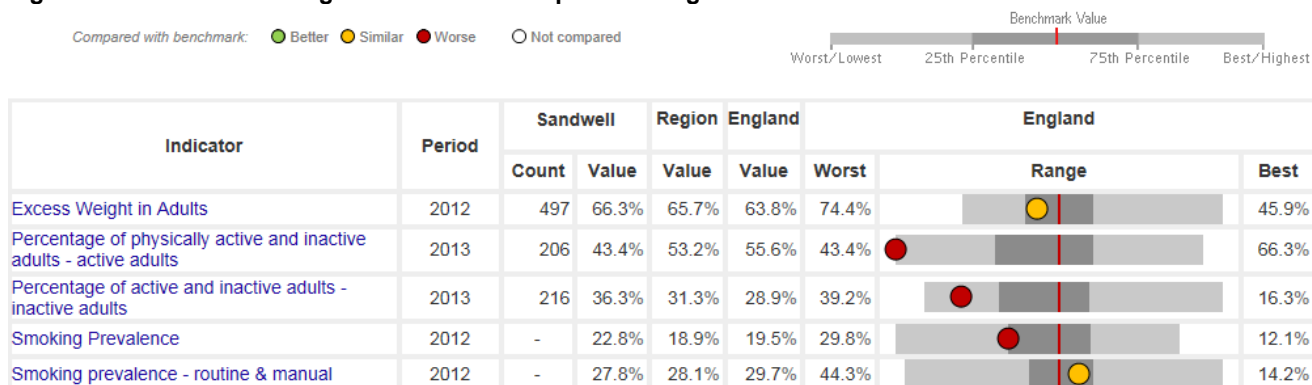 Compared with benchmark: Better Similar Worse Not compared
Benchmark Value
Worst/Lowest 25th Percentile 75th Percentile Best/Highest
Indicator Period Sandwell Region England England
Count Value Value Value Worst Range Best
Excess Weight in Adults 2012 497 66.3% 65.7% 63.8% 74.4% 45.9%
Percentage of physically active and inactive
adults - active adults 2013 206 43.4% 53.2% 55.6% 43.4% 66.3%
Percentage of active and inactive adults -
inactive adults 2013 216 36.3% 31.3% 28.9% 39.2% 16.3%
Smoking Prevalence 2012 - 22.8% 18.9% 19.5% 29.8% 12.1%
Smoking prevalence - routine & manual 2012 - 27.8% 28.1% 29.7% 44.3% 14.2%